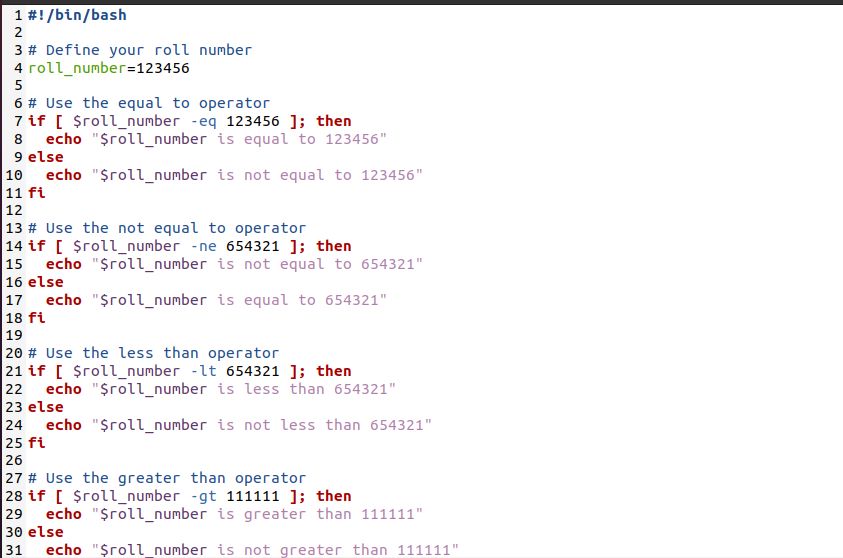 1 #!/bin/bash
2
3 # Define your roll number
4 roll_number=123456
5
6 # Use the equal to operator
7 if [ $roll_number -eq 123456 ]; then
8   echo "$roll_number is equal to 123456"
9 else
10   echo "$roll_number is not equal to 123456"
11 fi
12
13 # Use the not equal to operator
14 if [ $roll_number -ne 654321 ]; then
15   echo "$roll_number is not equal to 654321"
16 else
17   echo "$roll_number is equal to 654321"
18 fi
19
20 # Use the less than operator
21 if [ $roll_number -lt 654321 ]; then
22   echo "$roll_number is less than 654321"
23 else
24   echo "$roll_number is not less than 654321"
25 fi
26
27 # Use the greater than operator
28 if [ $roll_number -gt 111111 ]; then
29   echo "$roll_number is greater than 111111"
30 else
31   echo "$roll_number is not greater than 111111"